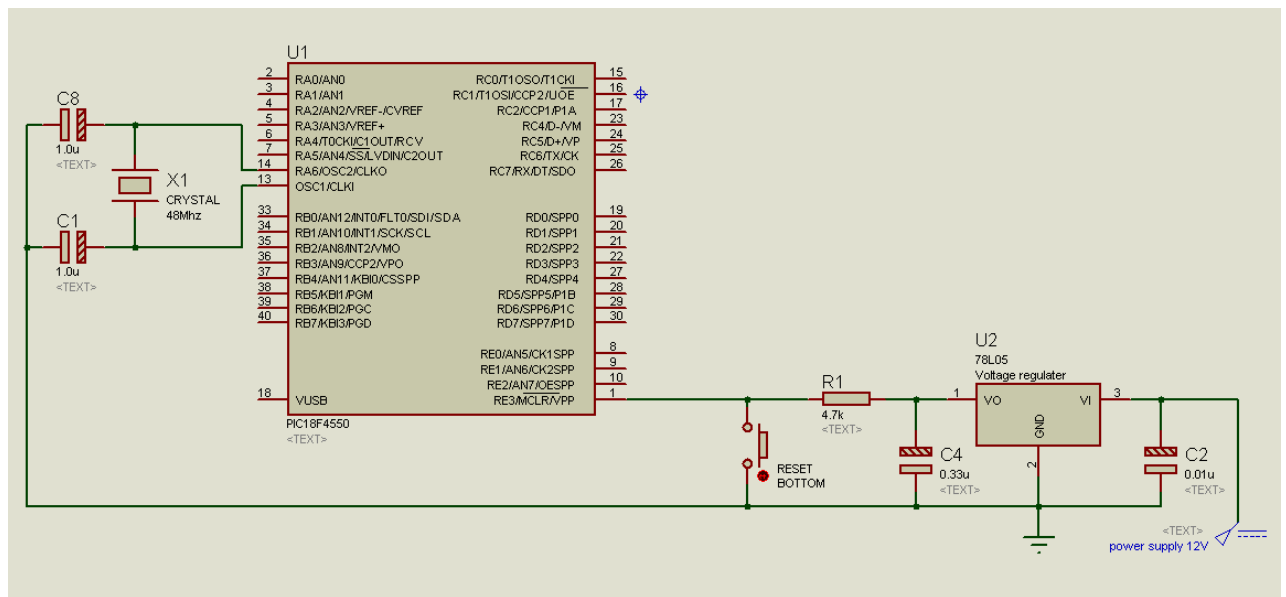 U1
2 RA0/AN0
3 RA1/AN1
4 RA2/AN2/VREF-/CVREF
5 RA3/AN3/VREF+
6 RA4/T0CKI/C1OUT/RCV
7 RA5/AN4/SS/LVDIN/C2OUT
14 RA6/OSC2/CLKO
13 OSC1/CLKI
33 RB0/AN12/INT0/FLT0/SDI/SDA
34 RB1/AN10/INT1/SCK/SCL
35 RB2/AN8/INT2/VMO
36 RB3/AN9/CCP2/VPO
37 RB4/AN11/KBI0/CSSPP
38 RB5/KBI1/PGM
39 RB6/KBI2/PGC
40 RB7/KBI3/PGD
18 VUSB
RC0/T1OSO/T1CKI 15
RC1/T1OSI/CCP2/UOE 16
RC2/CCP1/P1A 17
RC4/D-/VM 23
RC5/D+/VP 24
RC6/TX/CK 25
RC7/RX/DT/SDO 26
RD0/SPP0 19
RD1/SPP1 20
RD2/SPP2 21
RD3/SPP3 22
RD4/SPP4 27
RD5/SPP5/P1B 28
RD6/SPP6/P1C 29
RD7/SPP7/P1D 30
RE0/AN5/CK1SPP 8
RE1/AN6/CK2SPP 9
RE2/AN7/OESPP 10
RE3/MCLR/VPP 1
PIC18F4550
<TEXT>
C8
1.0u
<TEXT>
X1
CRYSTAL
48Mhz
C1
1.0u
<TEXT>
RESET
BOTTOM
R1
4.7k
<TEXT>
C4
0.33u
<TEXT>
U2
78L05
Voltage regulater
1 VO
VI 3
GND
2
C2
0.01u
<TEXT>
<TEXT>
power supply 12V